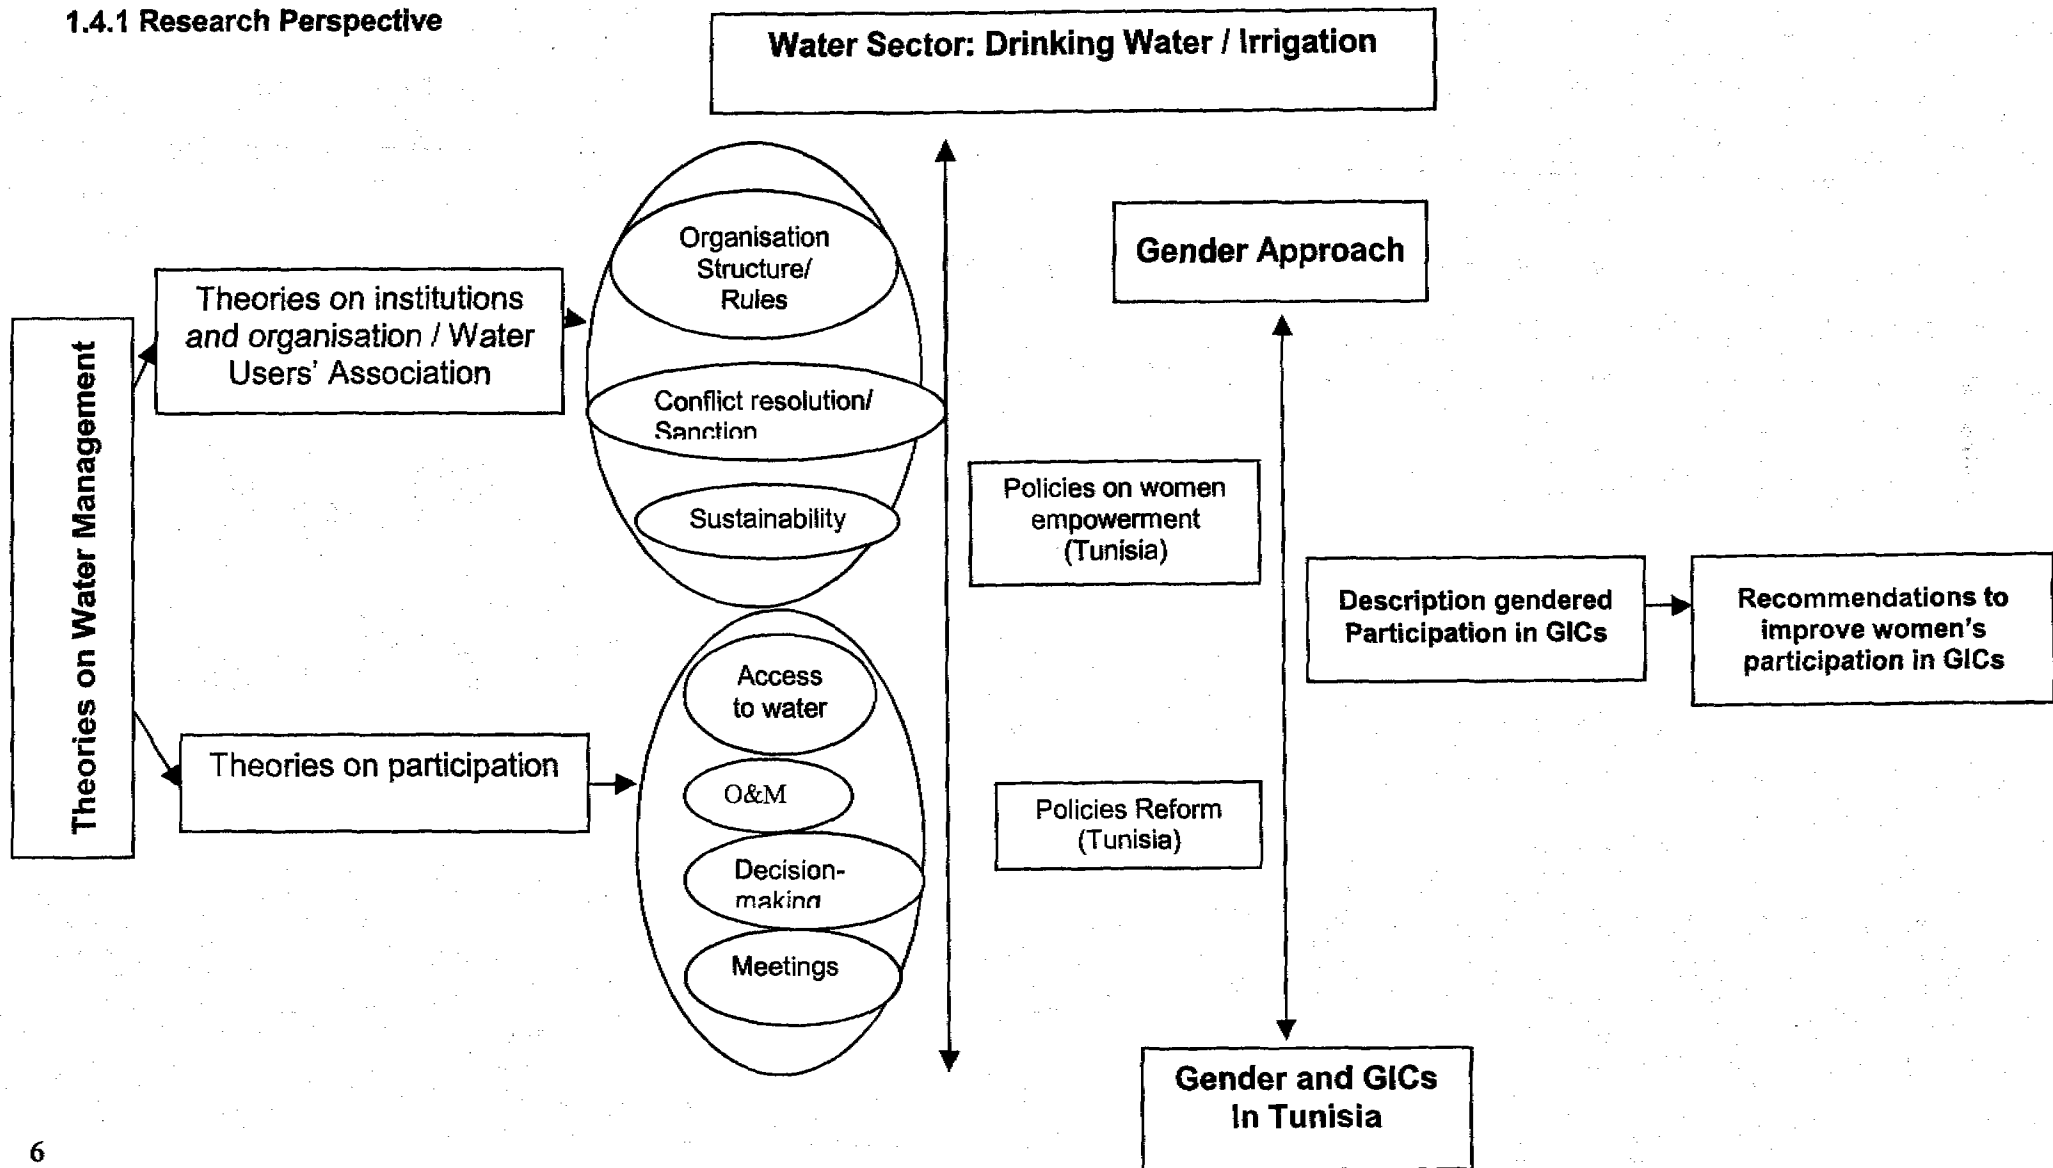 1.4.1 Research Perspective
Water Sector: Drinking Water / Irrigation
Theories on Water Management
Theories on institutions
and organisation / Water
Users' Association
Theories on participation
Organisation
Structure/
Rules
Conflict resolution/
Sanction
Sustainability
Access
to water
O&M
Decision-
making
Meetings
Policies on women
empowerment
(Tunisia)
Policies Reform
(Tunisia)
Gender Approach
Gender and GICs
In Tunisia
Description gendered
Participation in GICs
Recommendations to
improve women's
participation in GICs
6